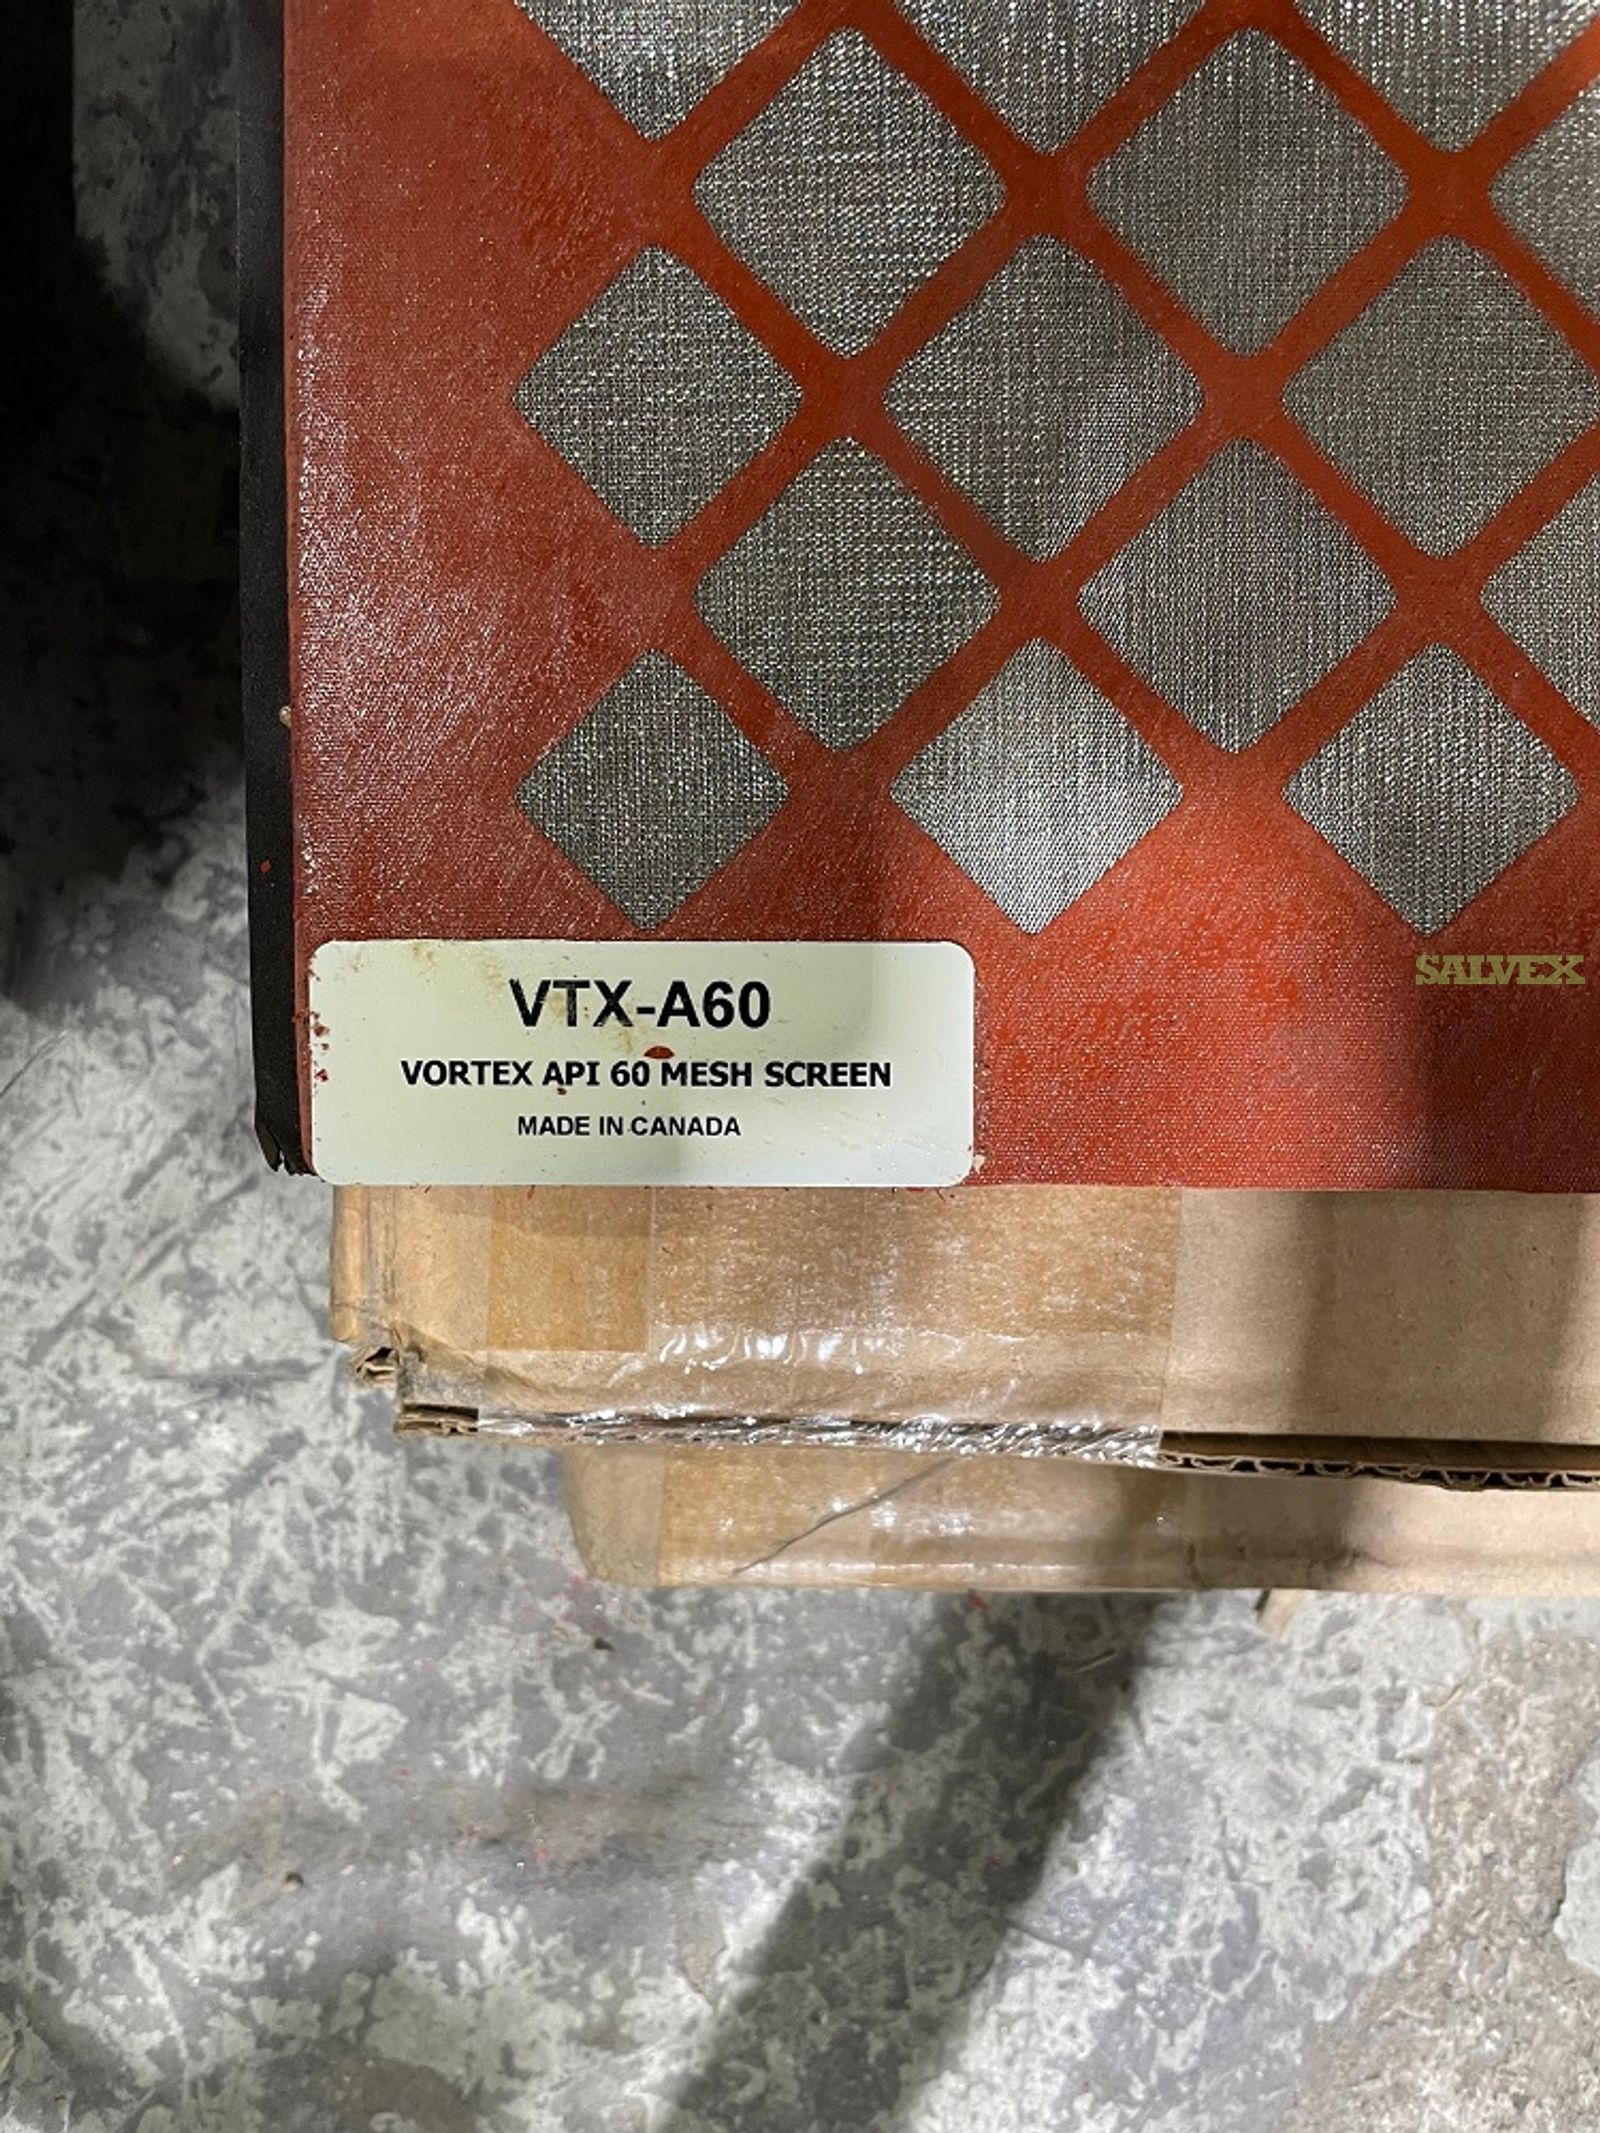 SALVEX
VTX-A60
VORTEX API 60 MESH SCREEN
MADE IN CANADA